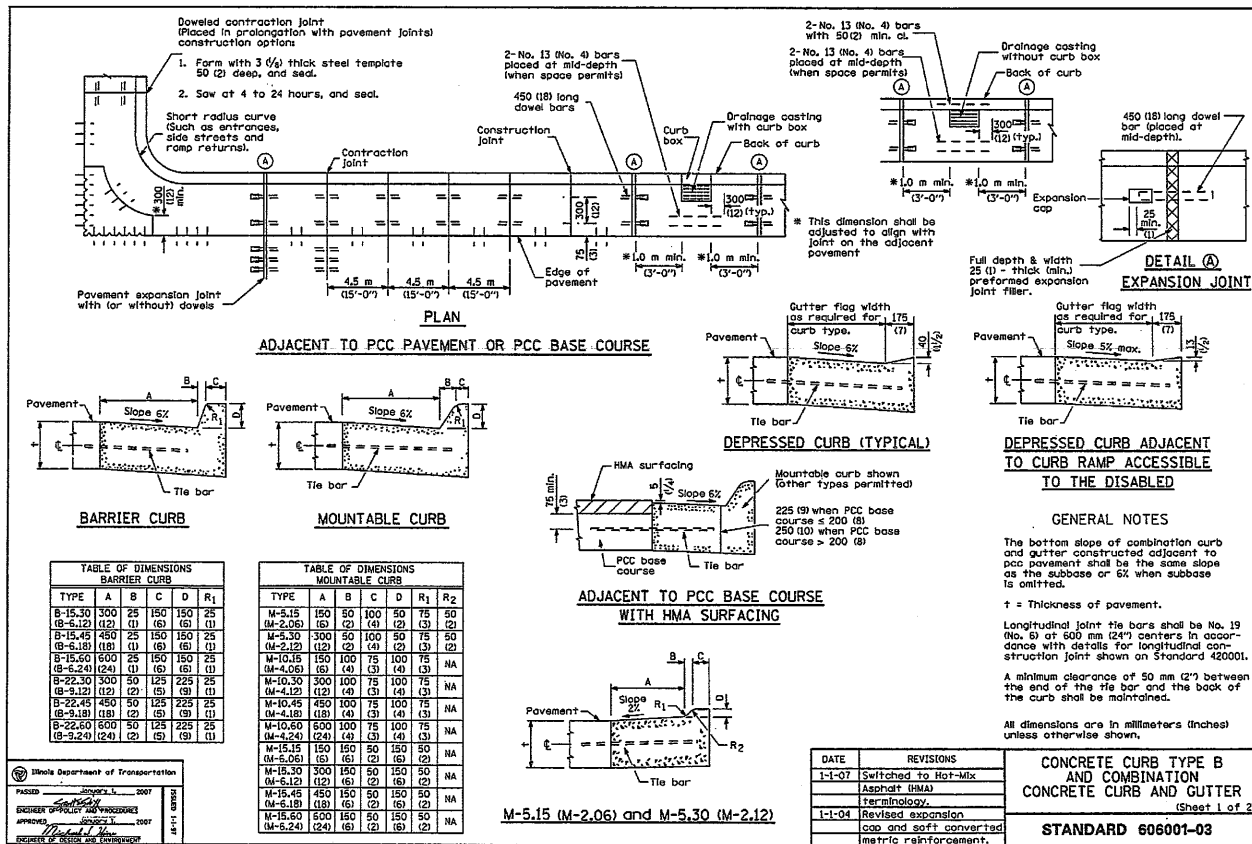 Doweled contraction joint
(Placed in prolongation with pavement joints)
construction option:
1. Form with 3 (⅛) thick steel template
50 (2) deep, and seal.
2. Saw at 4 to 24 hours, and seal.
Short radius curve
(Such as entrances,
side streets and
ramp returns).
* 300
(12)
min.
Contraction
joint
Construction
joint
2-No. 13 (No. 4) bars
placed at mid-depth
(when space permits)
450 (18) long
dowel bars
Curb
box
Drainage casting
with curb box
Back of curb
A
A
A
300
(12)
75
(3)
300
(12) (typ.)
*1.0 m min.
(3'-0")
*1.0 m min.
(3'-0")
Edge of
pavement
4.5 m
(15'-0")
4.5 m
(15'-0")
4.5 m
(15'-0")
Pavement expansion joint
with (or without) dowels
PLAN
ADJACENT TO PCC PAVEMENT OR PCC BASE COURSE
2-No. 13 (No. 4) bars
with 50(2) min. cl.
2-No. 13 (No. 4) bars
placed at mid-depth
(when space permits)
Drainage casting
without curb box
Back of curb
A
A
300
(12) (typ.)
*1.0 m min.
(3'-0")
*1.0 m min.
(3'-0")
* This dimension shall be
adjusted to align with
joint on the adjacent
pavement
450 (18) long dowel
bar (placed at
mid-depth).
Expansion
cap
25
min.
(1)
Full depth & width
25 (1) - thick (min.)
preformed expansion
joint filler.
DETAIL A
EXPANSION JOINT
Pavement
A
B
C
D
R1
Slope 6%
t
℄
Tie bar
BARRIER CURB
Pavement
A
B
C
D
R1
Slope 6%
t
℄
Tie bar
MOUNTABLE CURB
Gutter flag width
as required for
curb type.
175
(7)
Pavement
Slope 6%
40
(1½)
t
℄
Tie bar
DEPRESSED CURB (TYPICAL)
Gutter flag width
as required for
curb type.
175
(7)
Pavement
Slope 5% max.
13
(½)
t
℄
Tie bar
DEPRESSED CURB ADJACENT
TO CURB RAMP ACCESSIBLE
TO THE DISABLED
HMA surfacing
75 min.
(3)
5
(¼)
Slope 6%
Mountable curb shown
(other types permitted)
225 (9) when PCC base
course ≤ 200 (8)
250 (10) when PCC base
course > 200 (8)
PCC base
course
Tie bar
ADJACENT TO PCC BASE COURSE
WITH HMA SURFACING
TABLE OF DIMENSIONS
BARRIER CURB
TYPE A B C D R1
B-15.30 300 25 150 150 25
(B-6.12) (12) (1) (6) (6) (1)
B-15.45 450 25 150 150 25
(B-6.18) (18) (1) (6) (6) (1)
B-15.60 600 25 150 150 25
(B-6.24) (24) (1) (6) (6) (1)
B-22.30 300 50 125 225 25
(B-9.12) (12) (2) (5) (9) (1)
B-22.45 450 50 125 225 25
(B-9.18) (18) (2) (5) (9) (1)
B-22.60 600 50 125 225 25
(B-9.24) (24) (2) (5) (9) (1)
TABLE OF DIMENSIONS
MOUNTABLE CURB
TYPE A B C D R1 R2
M-5.15 150 50 100 50 75 50
(M-2.06) (6) (2) (4) (2) (3) (2)
M-5.30 300 50 100 50 75 50
(M-2.12) (12) (2) (4) (2) (3) (2)
M-10.15 150 100 75 100 75 NA
(M-4.06) (6) (4) (3) (4) (3)
M-10.30 300 100 75 100 75 NA
(M-4.12) (12) (4) (3) (4) (3)
M-10.45 450 100 75 100 75 NA
(M-4.18) (18) (4) (3) (4) (3)
M-10.60 600 100 75 100 75 NA
(M-4.24) (24) (4) (3) (4) (3)
M-15.15 150 150 50 150 50 NA
(M-6.06) (6) (6) (2) (6) (2)
M-15.30 300 150 50 150 50 NA
(M-6.12) (12) (6) (2) (6) (2)
M-15.45 450 150 50 150 50 NA
(M-6.18) (18) (6) (2) (6) (2)
M-15.60 600 150 50 150 50 NA
(M-6.24) (24) (6) (2) (6) (2)
Pavement
A
B
C
D
Slope
2%
R1
R2
t
℄
Tie bar
M-5.15 (M-2.06) and M-5.30 (M-2.12)
GENERAL NOTES
The bottom slope of combination curb
and gutter constructed adjacent to
pcc pavement shall be the same slope
as the subbase or 6% when subbase
is omitted.
t = Thickness of pavement.
Longitudinal joint tie bars shall be No. 19
(No. 6) at 600 mm (24") centers in accor-
dance with details for longitudinal con-
struction joint shown on Standard 420001.
A minimum clearance of 50 mm (2") between
the end of the tie bar and the back of
the curb shall be maintained.
All dimensions are in millimeters (inches)
unless otherwise shown.
Illinois Department of Transportation
PASSED January 1, 2007
ENGINEER OF POLICY AND PROCEDURES
APPROVED January 1, 2007
ENGINEER OF DESIGN AND ENVIRONMENT
ISSUED 1-1-97
DATE REVISIONS
1-1-07 Switched to Hot-Mix
Asphalt (HMA)
terminology.
1-1-04 Revised expansion
cap and soft converted
metric reinforcement.
CONCRETE CURB TYPE B
AND COMBINATION
CONCRETE CURB AND GUTTER
(Sheet 1 of 2
STANDARD 606001-03